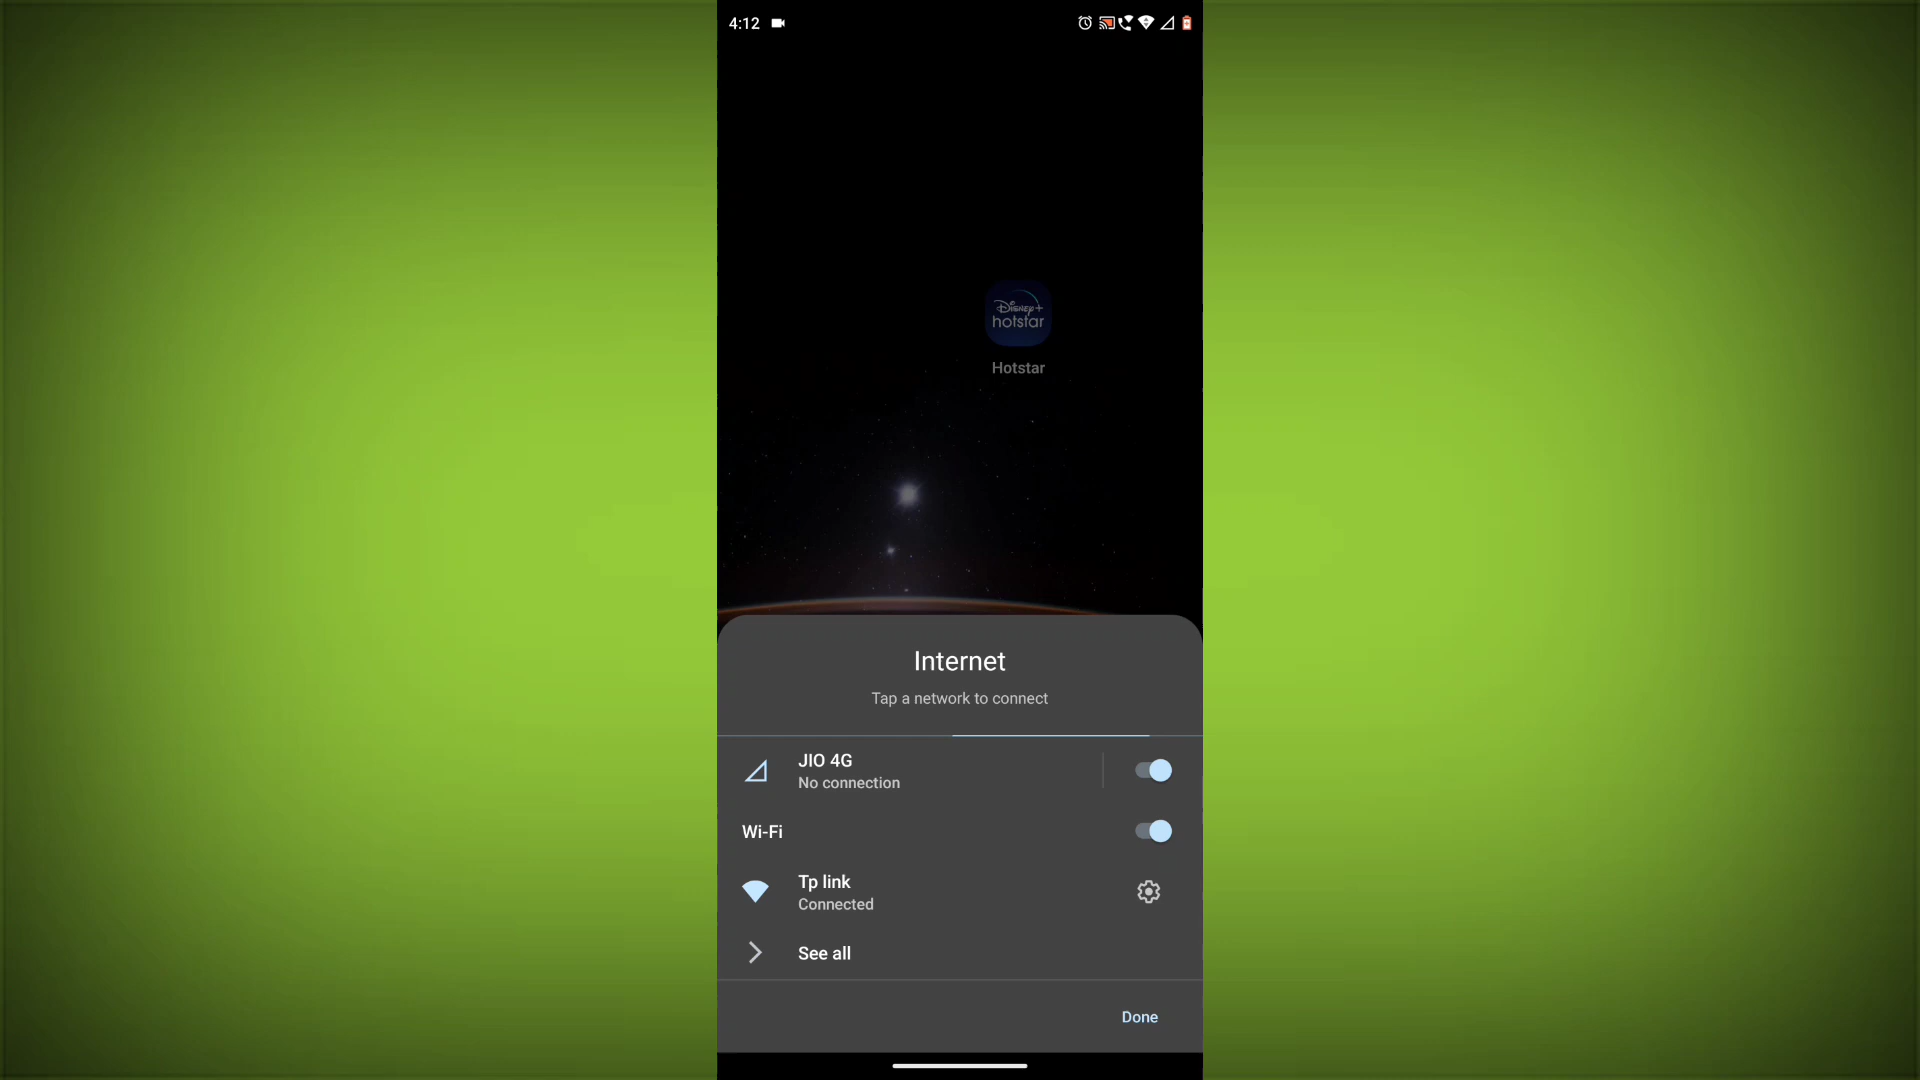 4:12
Disney+
hotstar
Hotstar
Internet
Tap a network to connect
JIO 4G
No connection
Wi-Fi
Tp link
Connected
See all
Done